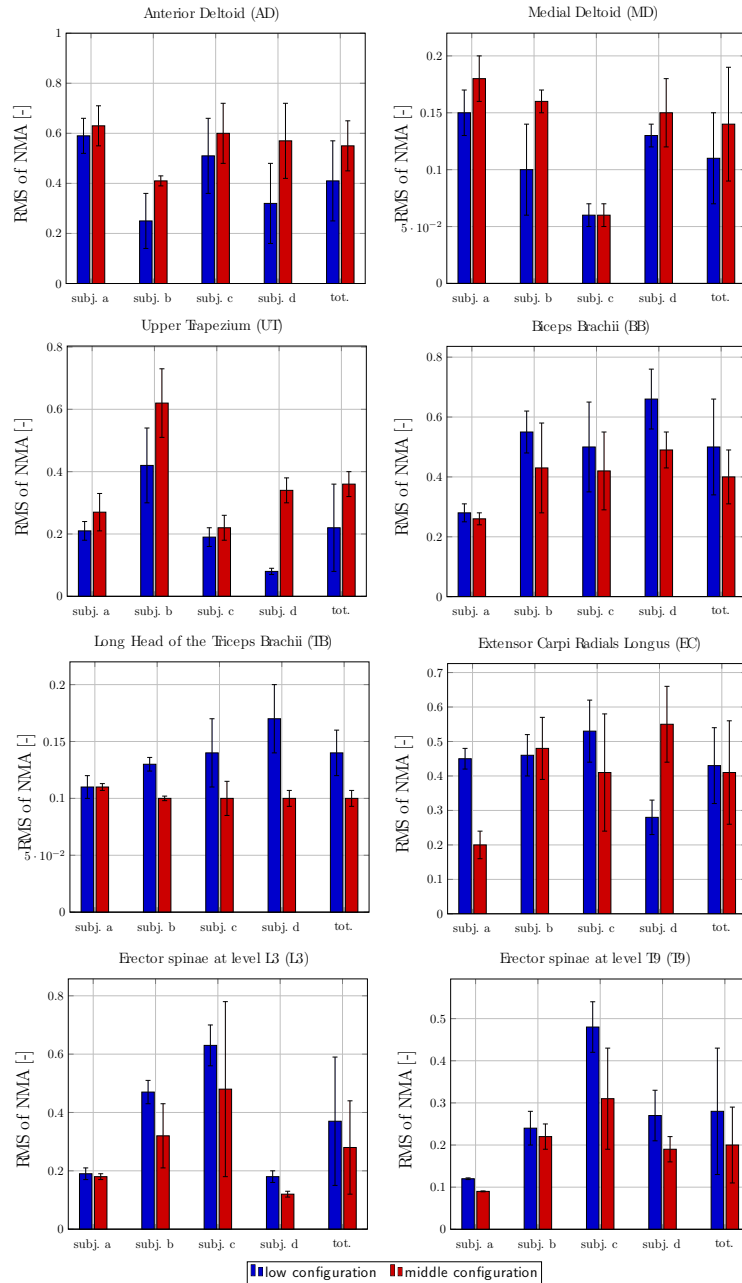 Anterior Deltoid (AD)
RMS of NMA [-]
1
0.8
0.6
0.4
0.2
0
subj. a subj. b subj. c subj. d tot.
Medial Deltoid (MD)
RMS of NMA [-]
0.2
0.15
0.1
5 · 10⁻²
0
subj. a subj. b subj. c subj. d tot.
Upper Trapezium (UT)
RMS of NMA [-]
0.8
0.6
0.4
0.2
0
subj. a subj. b subj. c subj. d tot.
Biceps Brachii (BB)
RMS of NMA [-]
0.8
0.6
0.4
0.2
0
subj. a subj. b subj. c subj. d tot.
Long Head of the Triceps Brachii (TB)
RMS of NMA [-]
0.2
0.15
0.1
5 · 10⁻²
0
subj. a subj. b subj. c subj. d tot.
Extensor Carpi Radials Longus (EC)
RMS of NMA [-]
0.7
0.6
0.5
0.4
0.3
0.2
0.1
0
subj. a subj. b subj. c subj. d tot.
Erector spinae at level L3 (L3)
RMS of NMA [-]
0.8
0.6
0.4
0.2
0
subj. a subj. b subj. c subj. d tot.
Erector spinae at level T9 (T9)
RMS of NMA [-]
0.5
0.4
0.3
0.2
0.1
0
subj. a subj. b subj. c subj. d tot.
low configuration middle configuration